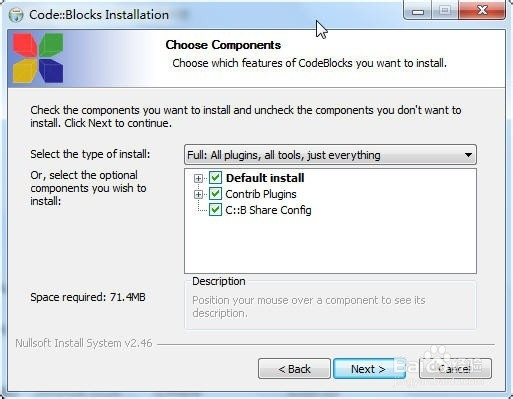 Code::Blocks Installation
Choose Components
Choose which features of CodeBlocks you want to install.
Check the components you want to install and uncheck the components you don't want to
install. Click Next to continue.
Select the type of install:
Full: All plugins, all tools, just everything
Or, select the optional
components you wish to
install:
Default install
Contrib Plugins
C::B Share Config
Space required: 71.4MB
Description
Position your mouse over a component to see its
description.
Nullsoft Install System v2.46
< Back
Next >
Cancel